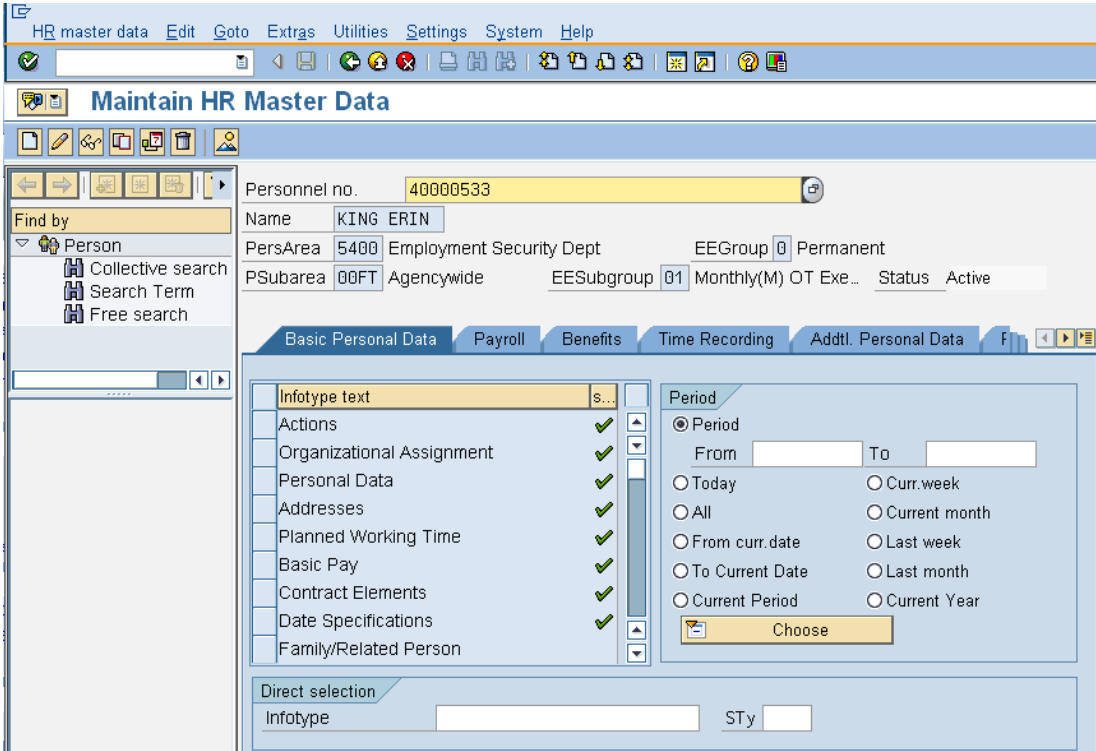 HR master data Edit Goto Extras Utilities Settings System Help
Maintain HR Master Data
Find by
Person
Collective search
Search Term
Free search
Personnel no. 40000533
Name KING ERIN
PersArea 5400 Employment Security Dept EEGroup 0 Permanent
PSubarea 00FT Agencywide EESubgroup 01 Monthly(M) OT Exe... Status Active
Basic Personal Data Payroll Benefits Time Recording Addtl. Personal Data
Infotype text s...
Actions
Organizational Assignment
Personal Data
Addresses
Planned Working Time
Basic Pay
Contract Elements
Date Specifications
Family/Related Person
Period
Period
From To
Today Curr.week
All Current month
From curr.date Last week
To Current Date Last month
Current Period Current Year
Choose
Direct selection
Infotype STy